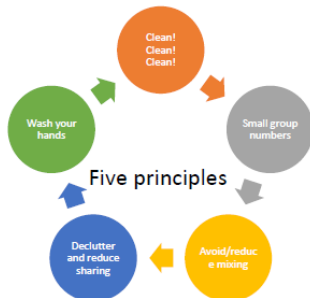 Clean!
Clean!
Clean!
Small group
numbers
Avoid/reduc
e mixing
Declutter
and reduce
sharing
Wash your
hands
Five principles